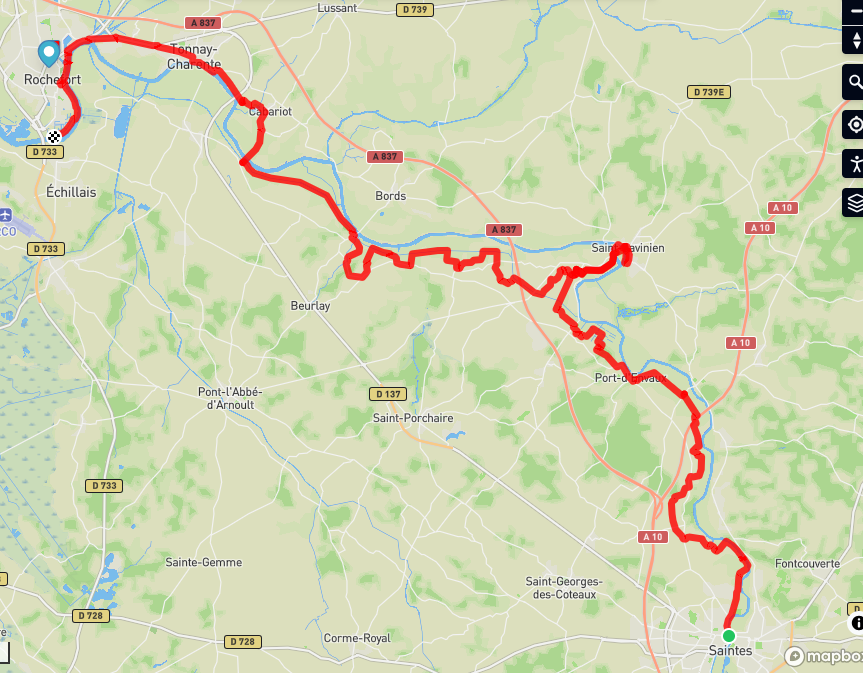 Lussant
D 739
A 837
Tonnay-
Charente
Rochefort
D 739E
Cabariot
D 733
A 837
Échillais
Bords
A 10
A 837
A 10
D 733
Beurlay
A 10
Port-d'Envaux
Pont-l'Abbé-
d'Arnoult
D 137
Saint-Porchaire
D 733
A 10
Sainte-Gemme
Fontcouverte
Saint-Georges-
des-Coteaux
D 728
D 728
Corme-Royal
Saintes
mapbox